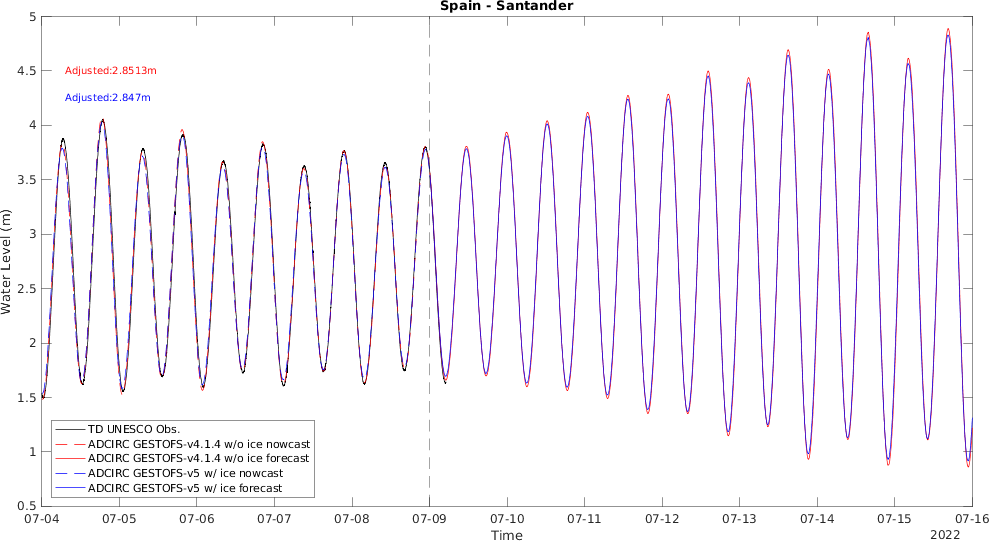 Spain - Santander
5
4.5
4
3.5
3
2.5
2
1.5
1
0.5
Water Level (m)
Adjusted:2.8513m
Adjusted:2.847m
TD UNESCO Obs.
ADCIRC GESTOFS-v4.1.4 w/o ice nowcast
ADCIRC GESTOFS-v4.1.4 w/o ice forecast
ADCIRC GESTOFS-v5 w/ ice nowcast
ADCIRC GESTOFS-v5 w/ ice forecast
07-04 07-05 07-06 07-07 07-08 07-09 07-10 07-11 07-12 07-13 07-14 07-15 07-16
Time
2022